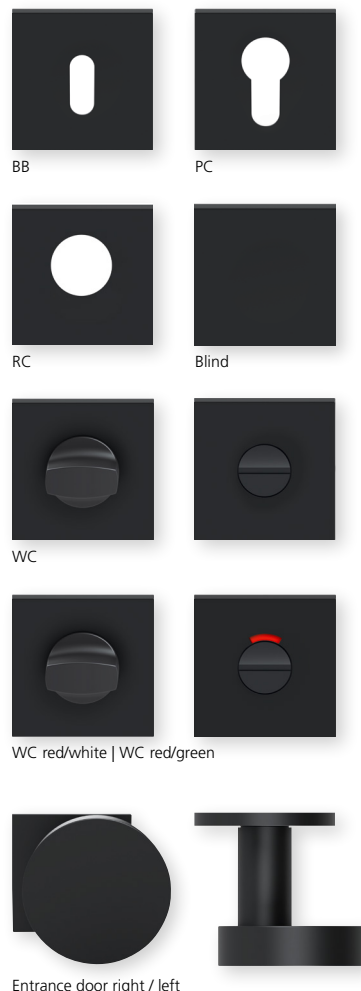 BB
PC
RC
Blind
WC
WC red/white | WC red/green
Entrance door right / left